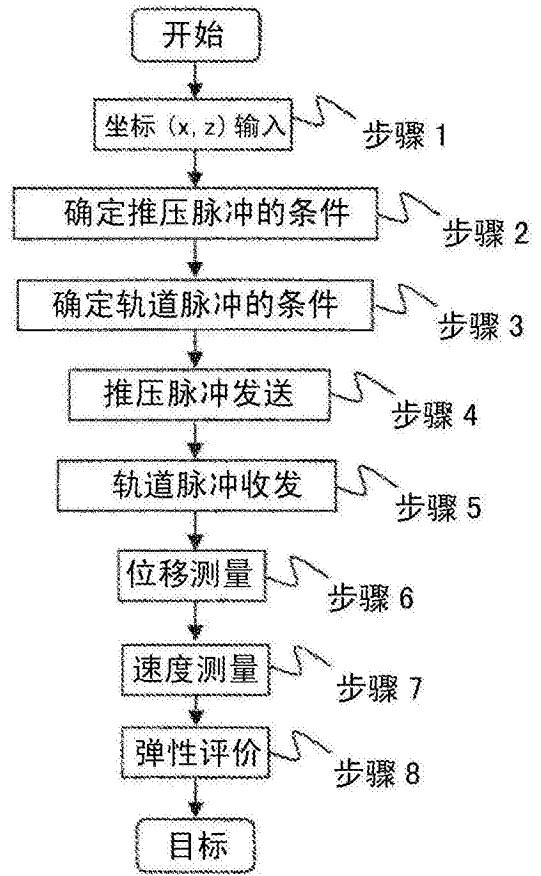 开始
坐标(x,z)输入
步骤1
确定推压脉冲的条件
步骤2
确定轨道脉冲的条件
步骤3
推压脉冲发送
步骤4
轨道脉冲收发
步骤5
位移测量
步骤6
速度测量
步骤7
弹性评价
步骤8
目标